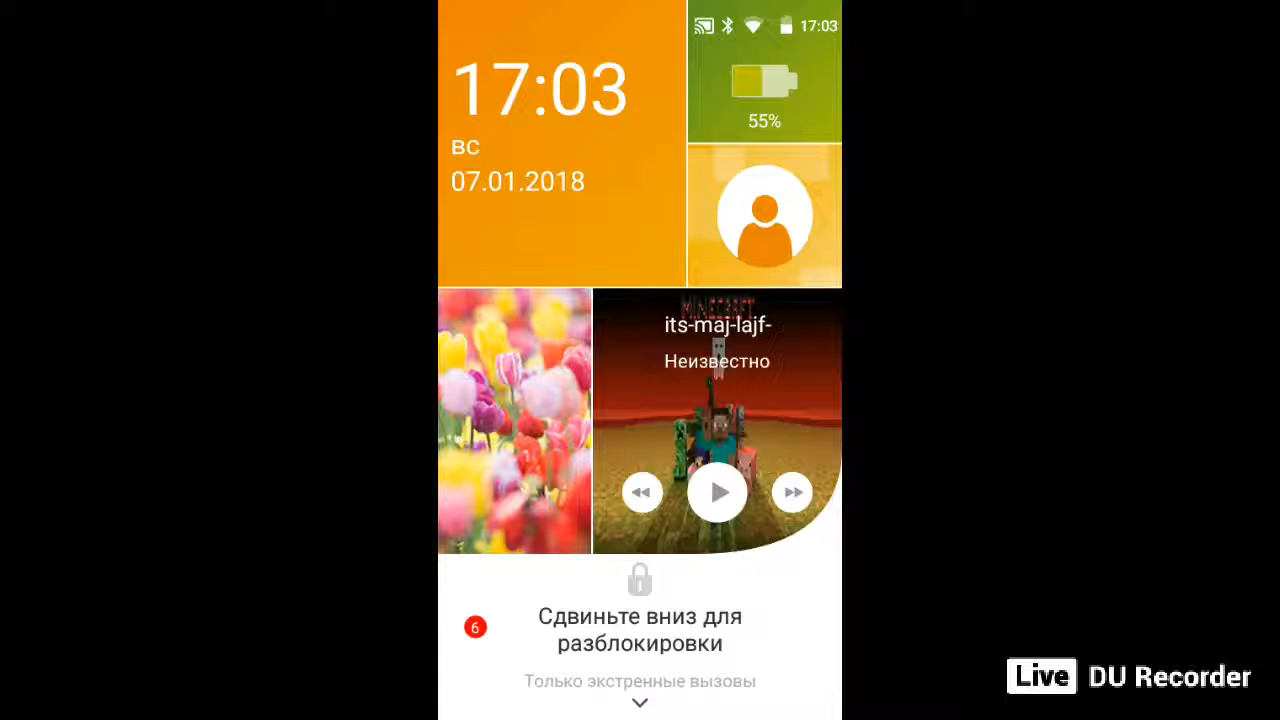 17:03
17:03
вс
07.01.2018
55%
MINECRAFT
its-maj-lajf-
Неизвестно
6
Сдвиньте вниз для
разблокировки
Только экстренные вызовы
Live DU Recorder